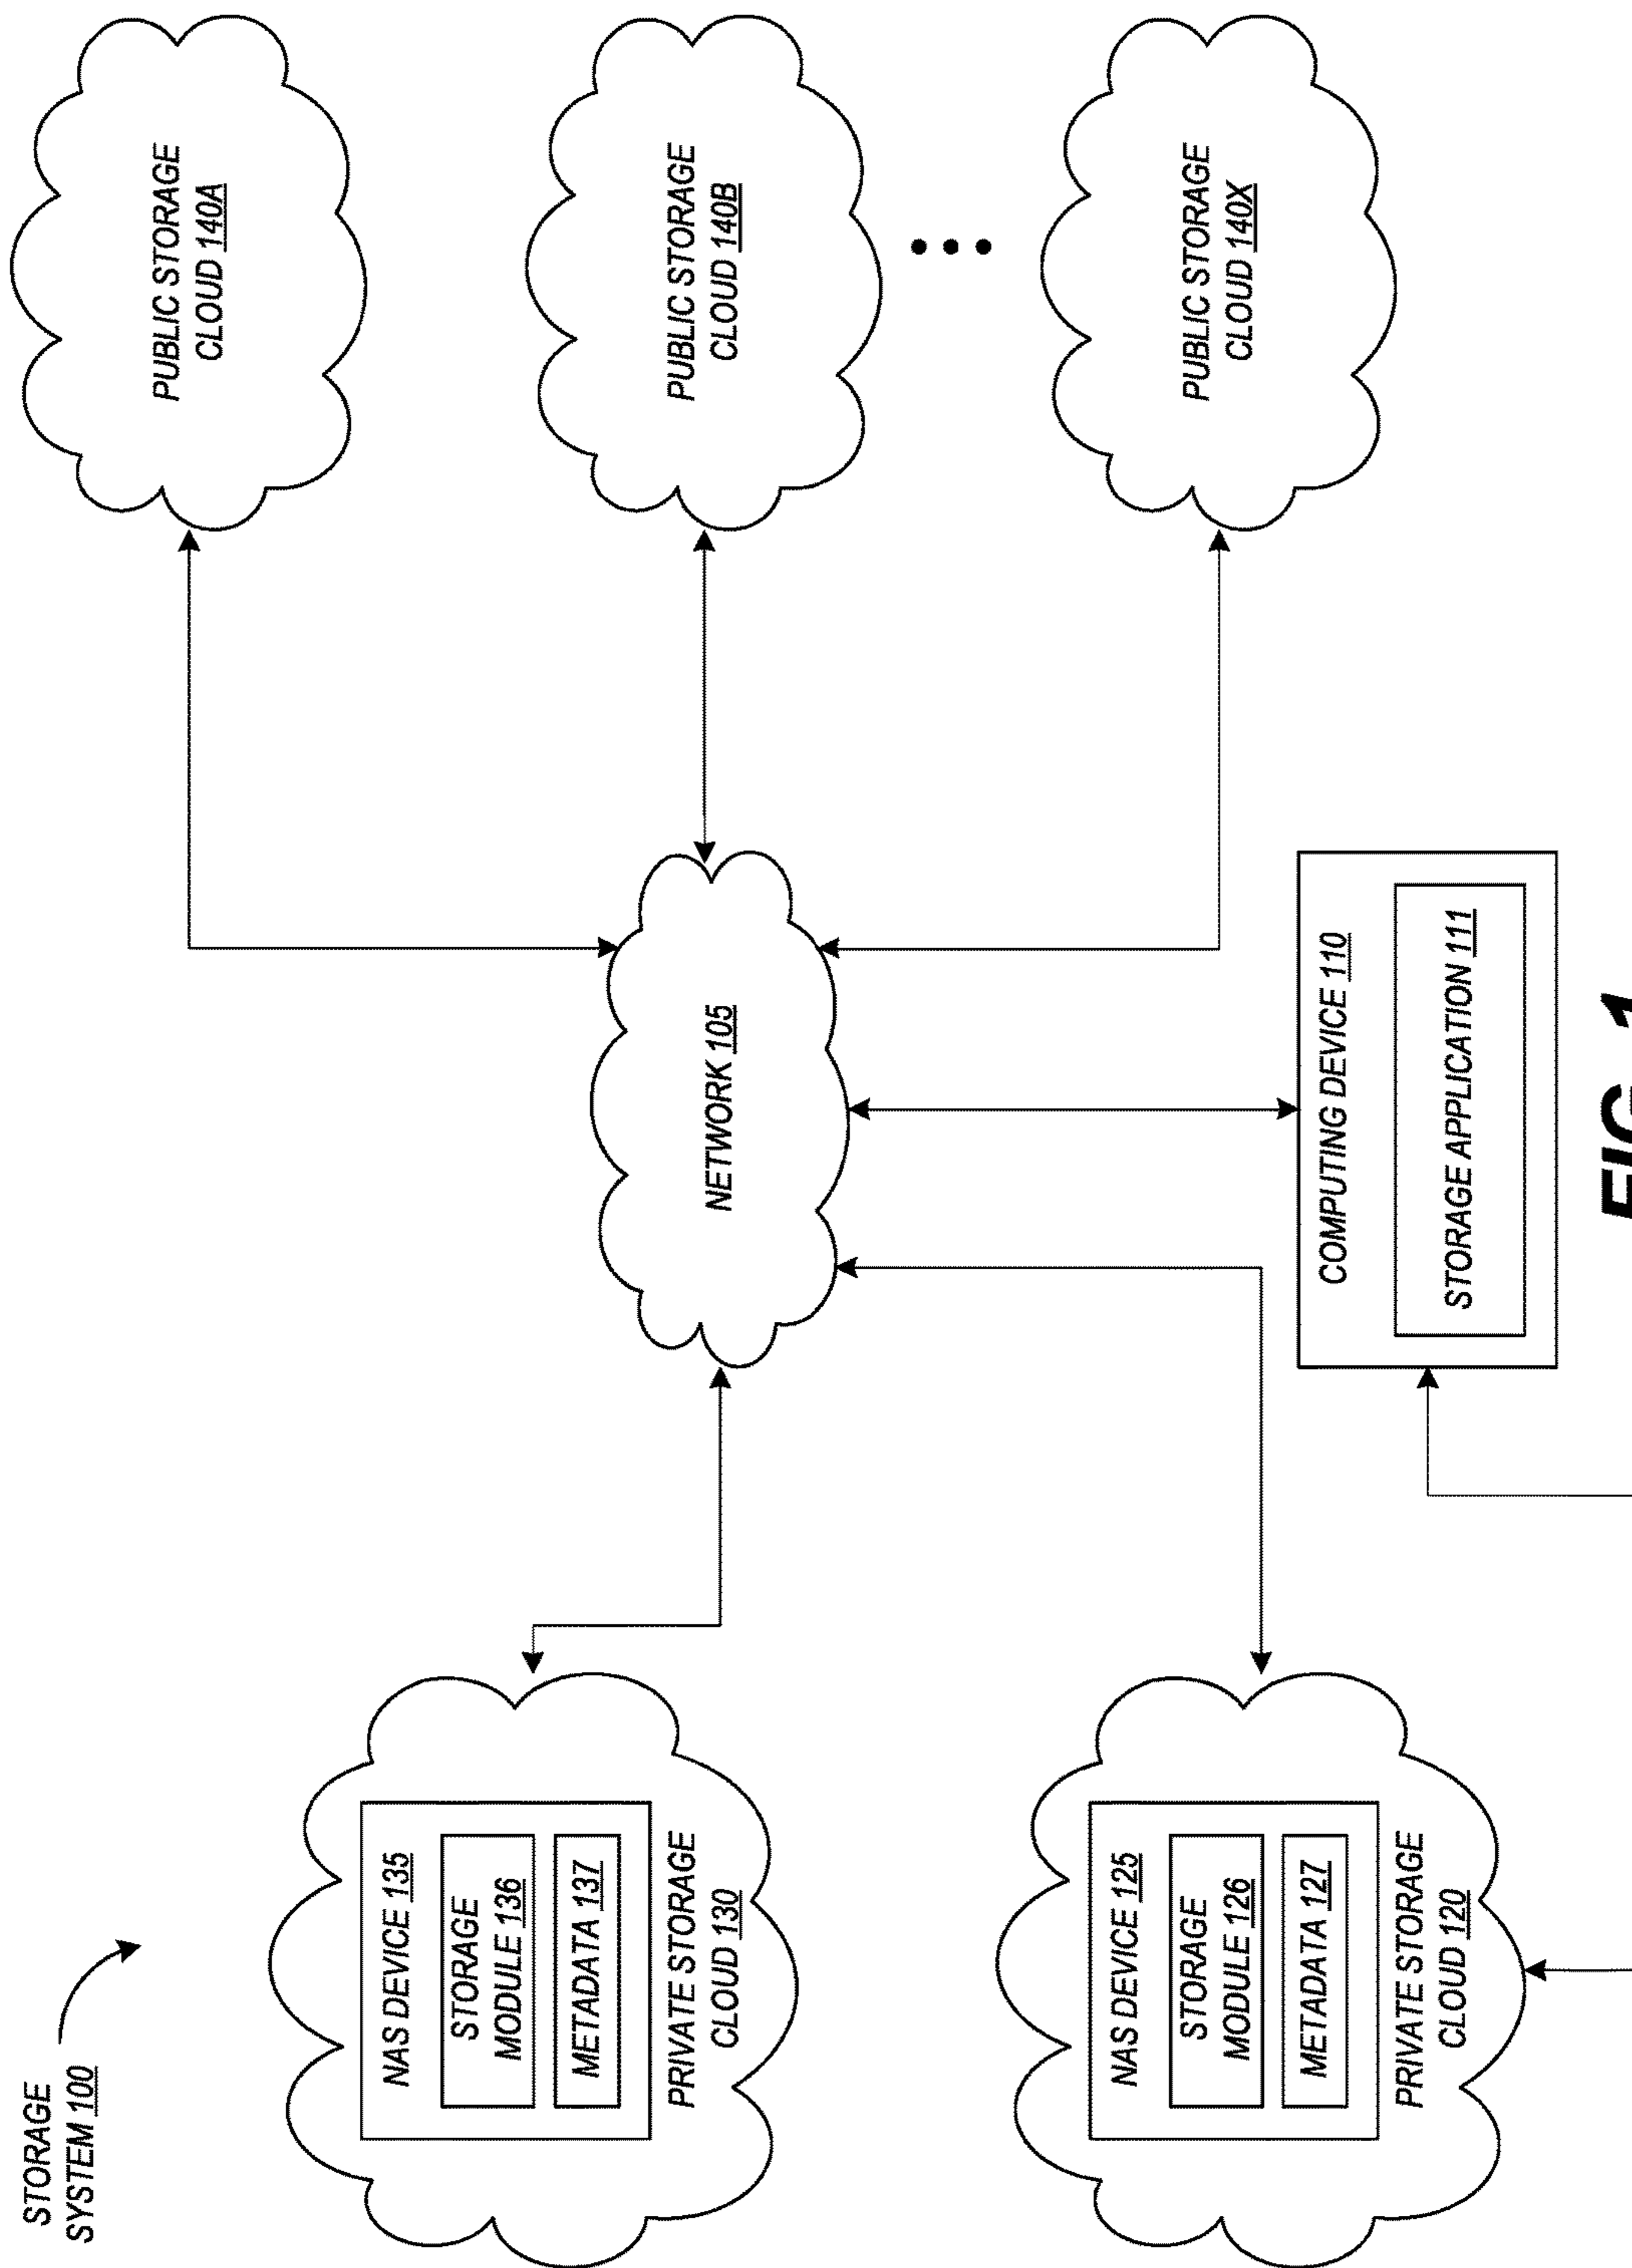 STORAGE
SYSTEM 100
NAS DEVICE 135
STORAGE
MODULE 136
METADATA 137
PRIVATE STORAGE
CLOUD 130
NAS DEVICE 125
STORAGE
MODULE 126
METADATA 127
PRIVATE STORAGE
CLOUD 120
NETWORK 105
COMPUTING DEVICE 110
STORAGE APPLICATION 111
PUBLIC STORAGE
CLOUD 140A
PUBLIC STORAGE
CLOUD 140B
PUBLIC STORAGE
CLOUD 140X
FIG. 1